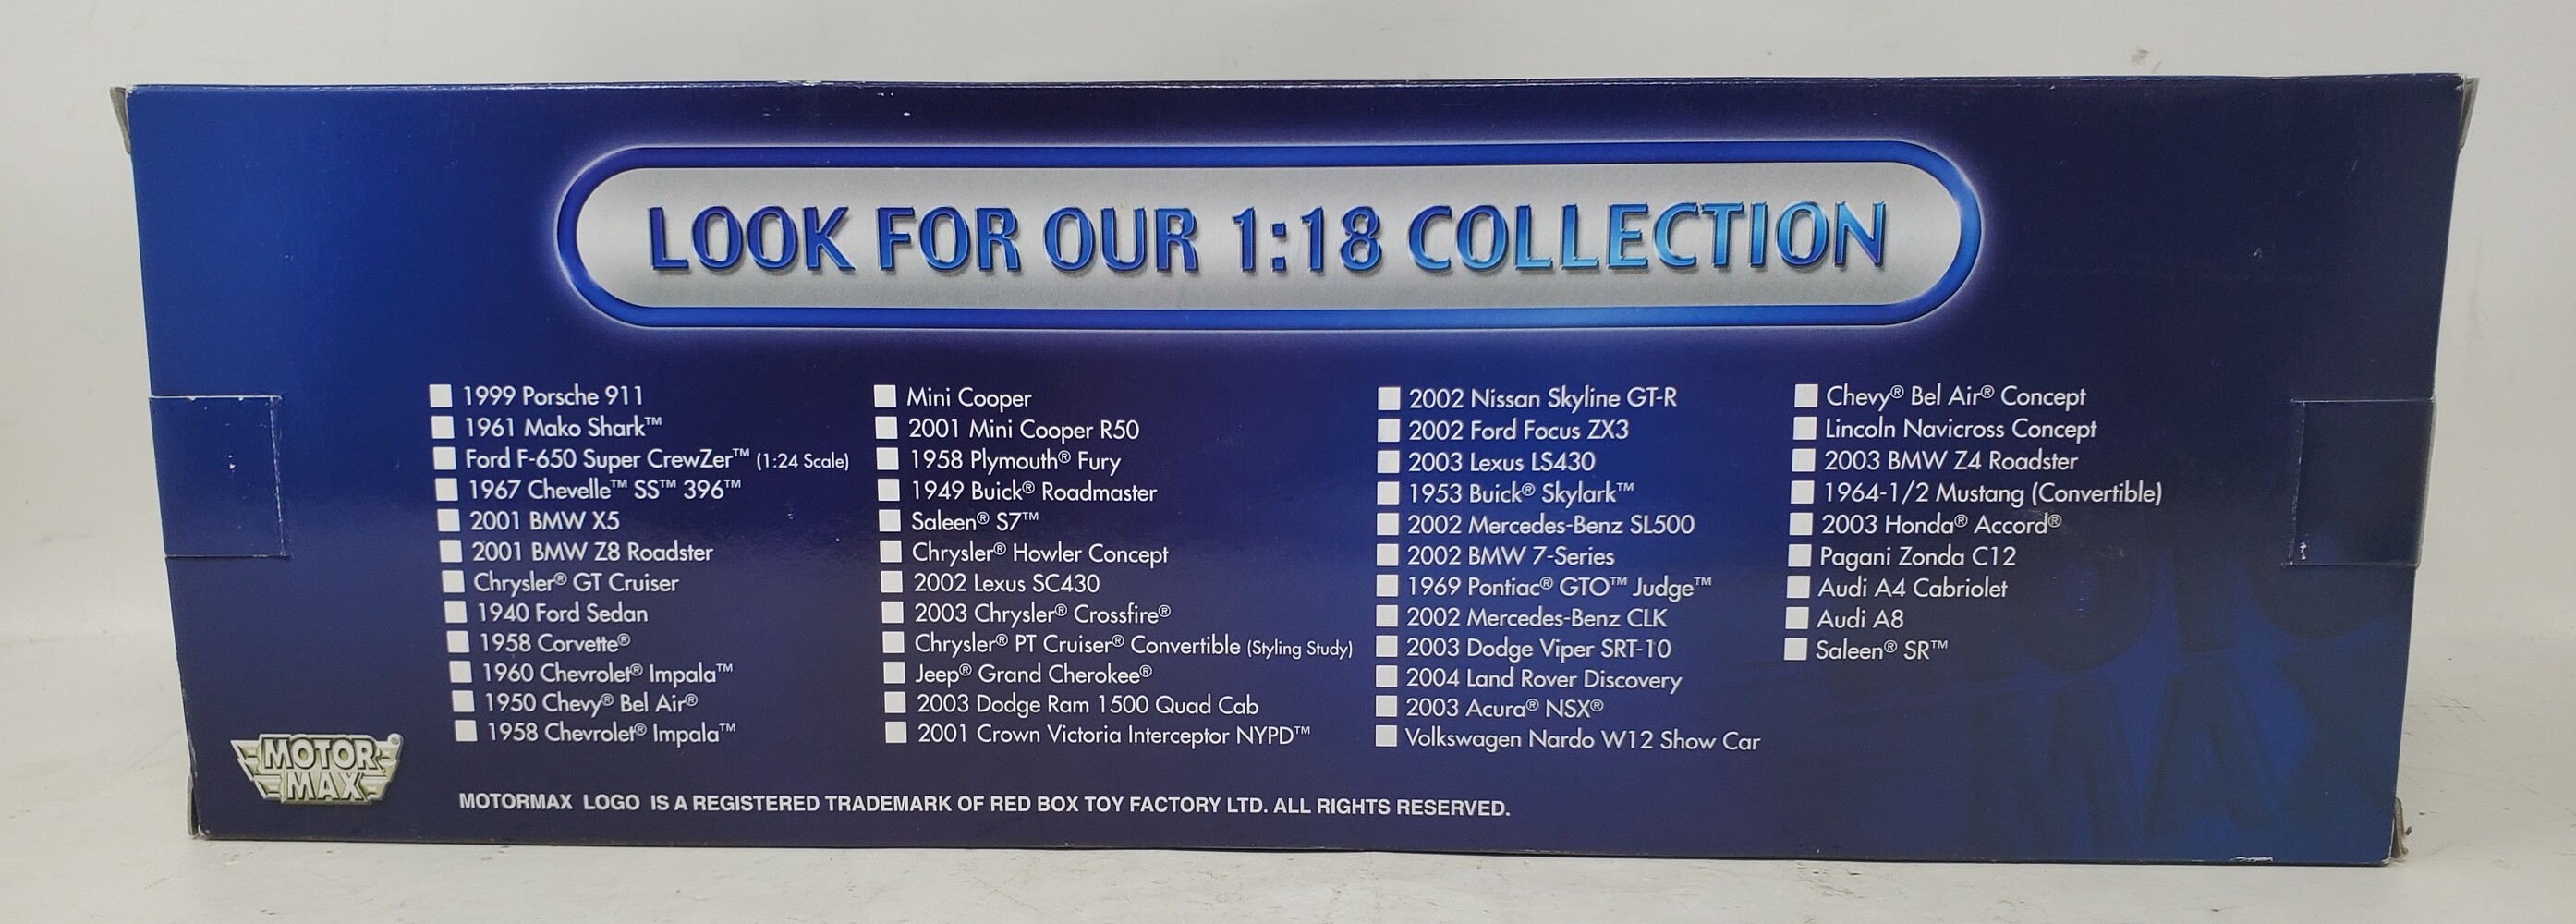 LOOK FOR OUR 1:18 COLLECTION
1999 Porsche 911
1961 Mako Shark™
Ford F-650 Super CrewZer™ (1:24 Scale)
1967 Chevelle™ SS™ 396™
2001 BMW X5
2001 BMW Z8 Roadster
Chrysler® GT Cruiser
1940 Ford Sedan
1958 Corvette®
1960 Chevrolet® Impala™
1950 Chevy® Bel Air®
1958 Chevrolet® Impala™
Mini Cooper
2001 Mini Cooper R50
1958 Plymouth® Fury
1949 Buick® Roadmaster
Saleen® S7™
Chrysler® Howler Concept
2002 Lexus SC430
2003 Chrysler® Crossfire®
Chrysler® PT Cruiser® Convertible (Styling Study)
Jeep® Grand Cherokee®
2003 Dodge Ram 1500 Quad Cab
2001 Crown Victoria Interceptor NYPD™
2002 Nissan Skyline GT-R
2002 Ford Focus ZX3
2003 Lexus LS430
1953 Buick® Skylark™
2002 Mercedes-Benz SL500
2002 BMW 7-Series
1969 Pontiac® GTO™ Judge™
2002 Mercedes-Benz CLK
2003 Dodge Viper SRT-10
2004 Land Rover Discovery
2003 Acura® NSX®
Volkswagen Nardo W12 Show Car
Chevy® Bel Air® Concept
Lincoln Navicross Concept
2003 BMW Z4 Roadster
1964-1/2 Mustang (Convertible)
2003 Honda® Accord®
Pagani Zonda C12
Audi A4 Cabriolet
Audi A8
Saleen® SR™
MOTOR®
MAX
MOTORMAX LOGO IS A REGISTERED TRADEMARK OF RED BOX TOY FACTORY LTD. ALL RIGHTS RESERVED.